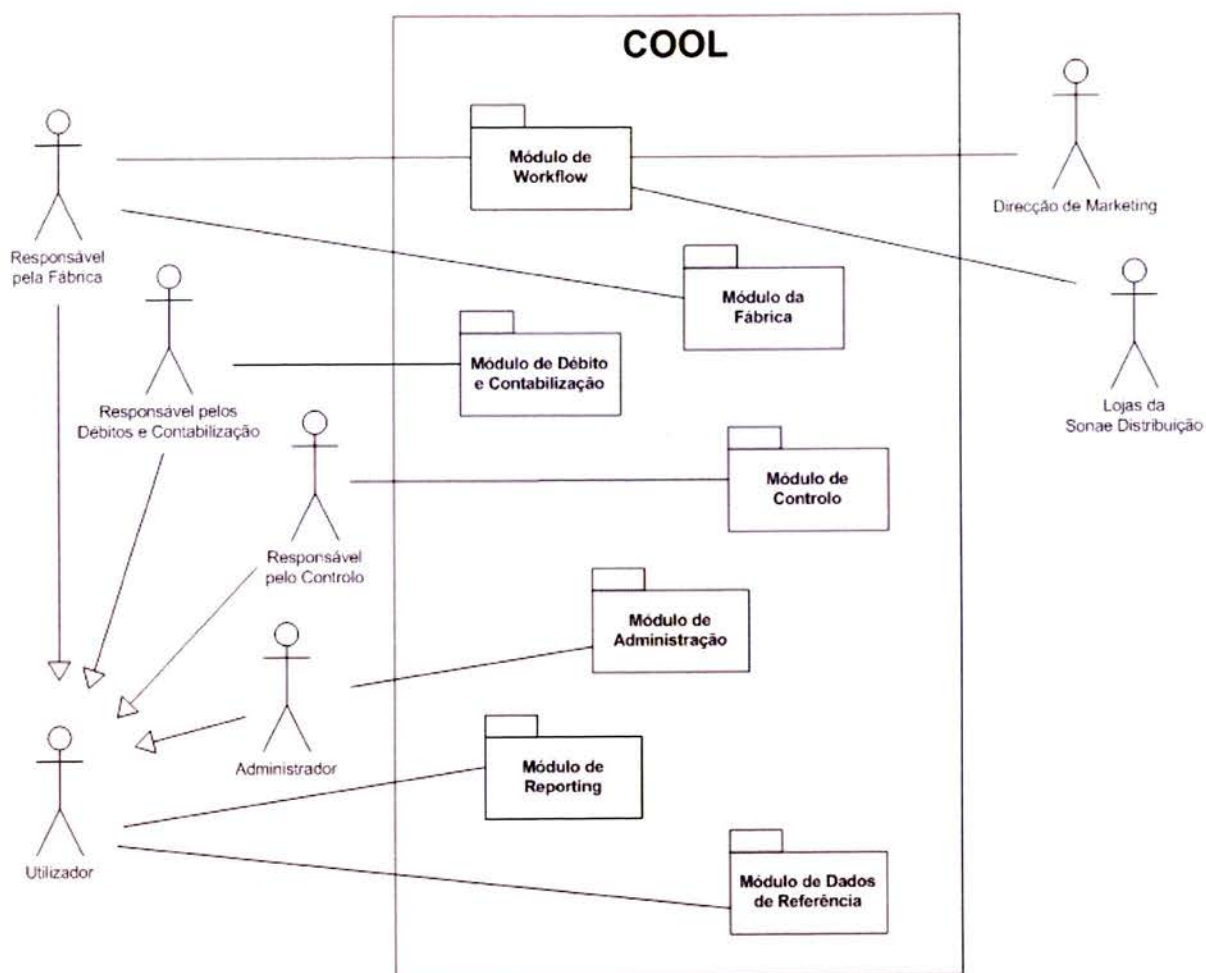 COOL
Módulo de
Workflow
Direcção de Marketing
Responsável
pela Fábrica
Módulo da
Fábrica
Módulo de Débito
e Contabilização
Lojas da
Sonae Distribuição
Responsável pelos
Débitos e Contabilização
Módulo de
Controlo
Responsável
pelo Controlo
Módulo de
Administração
Administrador
Módulo de
Reporting
Utilizador
Módulo de Dados
de Referência